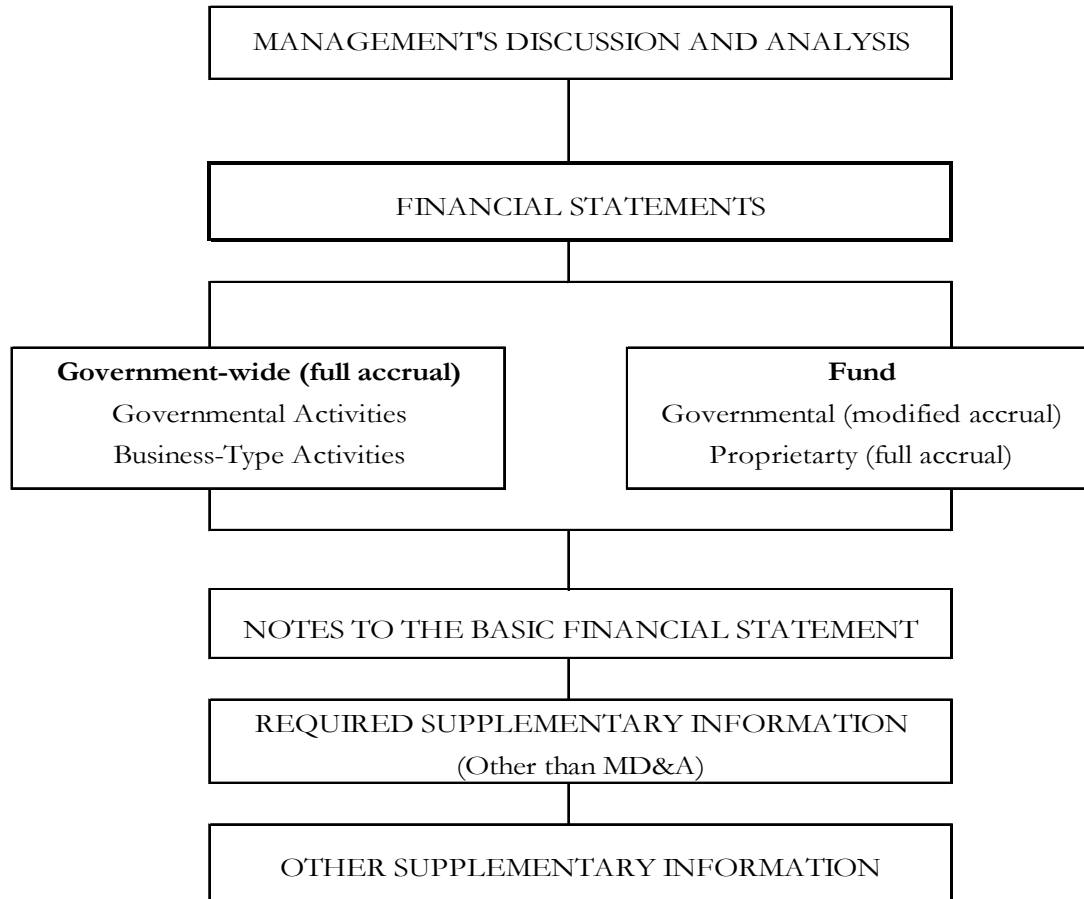 MANAGEMENT'S DISCUSSION AND ANALYSIS
FINANCIAL STATEMENTS
Government-wide (full accrual)
Governmental Activities
Business-Type Activities
Fund
Governmental (modified accrual)
Proprietarty (full accrual)
NOTES TO THE BASIC FINANCIAL STATEMENT
REQUIRED SUPPLEMENTARY INFORMATION
(Other than MD&A)
OTHER SUPPLEMENTARY INFORMATION